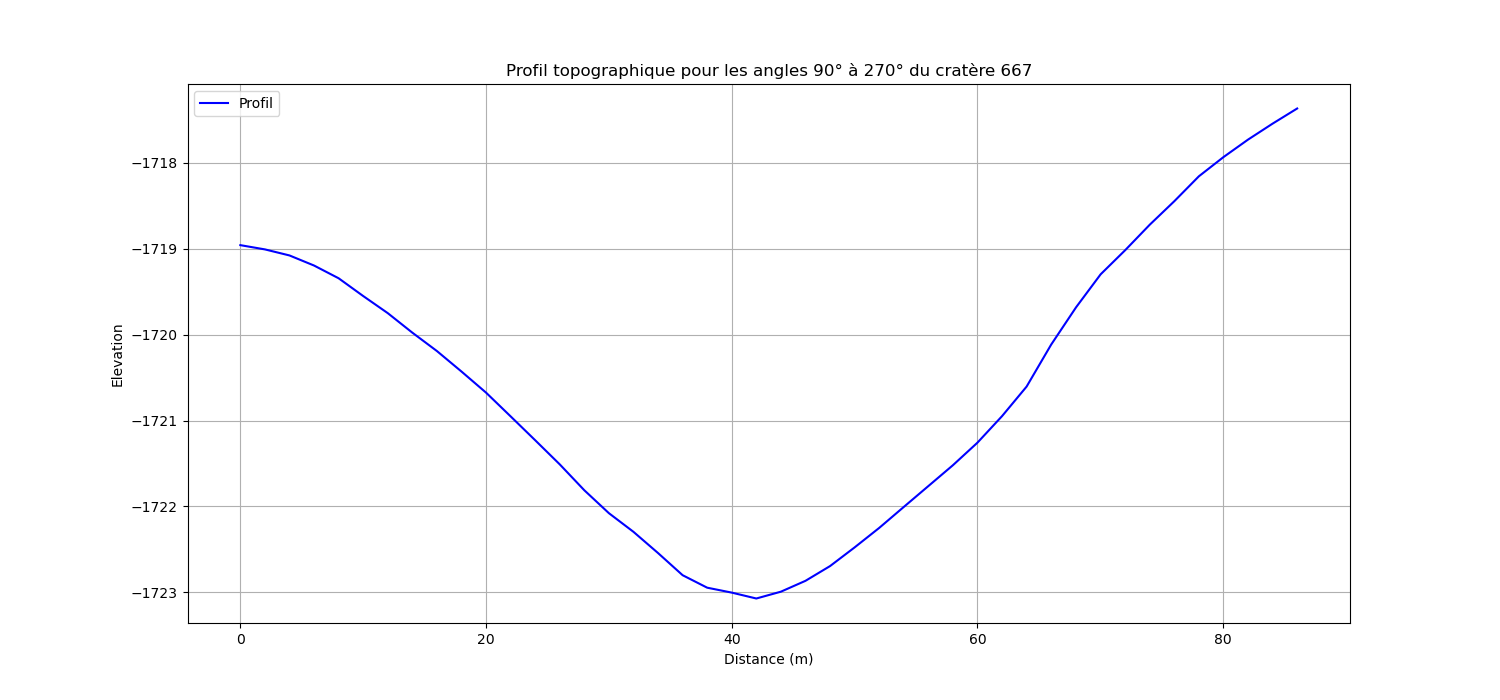 Profil topographique pour les angles 90° à 270° du cratère 667
Profil
−1718
−1719
−1720
−1721
−1722
−1723
Elevation
0 20 40 60 80
Distance (m)